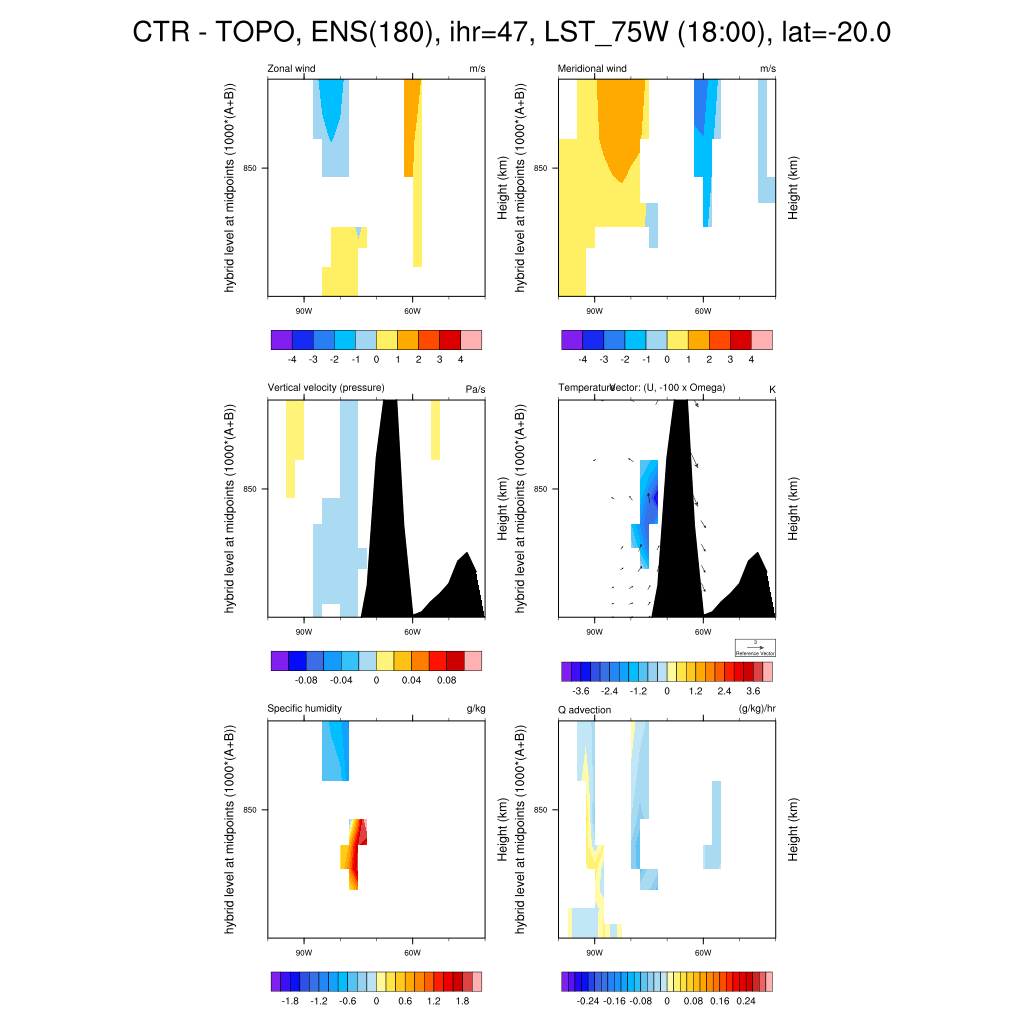 CTR - TOPO, ENS(180), ihr=47, LST_75W (18:00), lat=-20.0
Zonal wind m/s
hybrid level at midpoints (1000*(A+B))
850
Height (km)
90W 60W
-4 -3 -2 -1 0 1 2 3 4
Meridional wind m/s
hybrid level at midpoints (1000*(A+B))
850
Height (km)
90W 60W
-4 -3 -2 -1 0 1 2 3 4
Vertical velocity (pressure) Pa/s
hybrid level at midpoints (1000*(A+B))
850
Height (km)
90W 60W
-0.08 -0.04 0 0.04 0.08
Temperature Vector: (U, -100 x Omega) K
hybrid level at midpoints (1000*(A+B))
850
Height (km)
90W 60W
3
Reference Vector
-3.6 -2.4 -1.2 0 1.2 2.4 3.6
Specific humidity g/kg
hybrid level at midpoints (1000*(A+B))
850
Height (km)
90W 60W
-1.8 -1.2 -0.6 0 0.6 1.2 1.8
Q advection (g/kg)/hr
hybrid level at midpoints (1000*(A+B))
850
Height (km)
90W 60W
-0.24 -0.16 -0.08 0 0.08 0.16 0.24